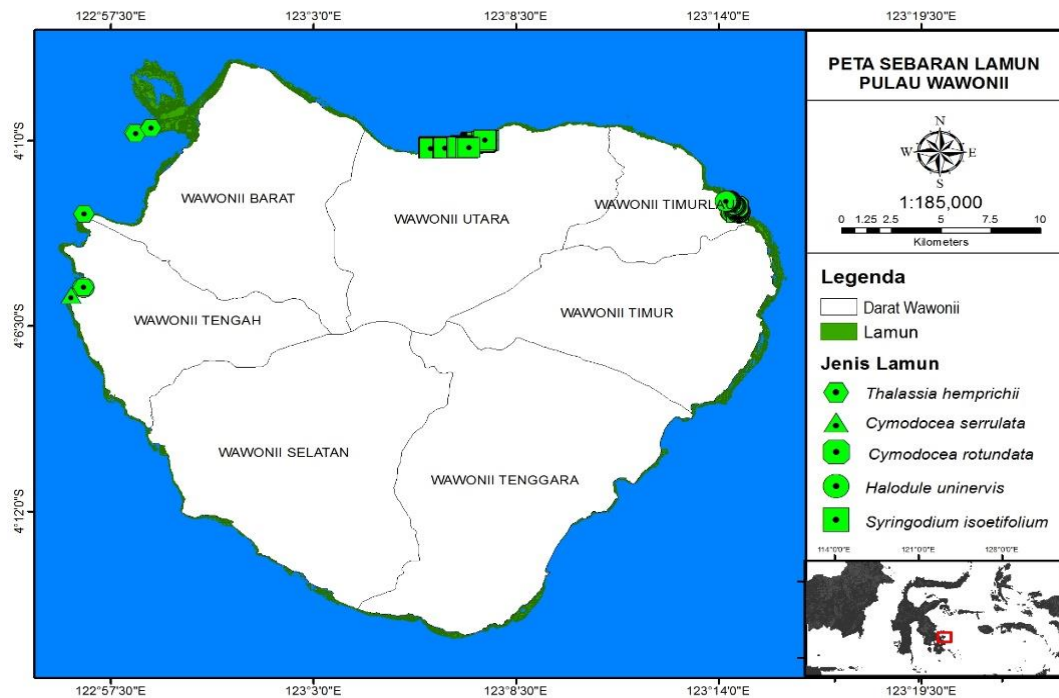 122°57'30"E 123°3'0"E 123°8'30"E 123°14'0"E 123°19'30"E
4°1'0"S
4°6'30"S
4°12'0"S
WAWONII BARAT
WAWONII UTARA
WAWONII TIMURLAU
WAWONII TENGAH
WAWONII TIMUR
WAWONII SELATAN
WAWONII TENGGARA
PETA SEBARAN LAMUN
PULAU WAWONII
N
W E
S
1:185,000
0 1.25 2.5 5 7.5 10
Kilometers
Legenda
Darat Wawonii
Lamun
Jenis Lamun
Thalassia hemprichii
Cymodocea serrulata
Cymodocea rotundata
Halodule uninervis
Syringodium isoetifolium
114°0'0"E 121°0'0"E 128°0'0"E
122°57'30"E 123°3'0"E 123°8'30"E 123°14'0"E 123°19'30"E